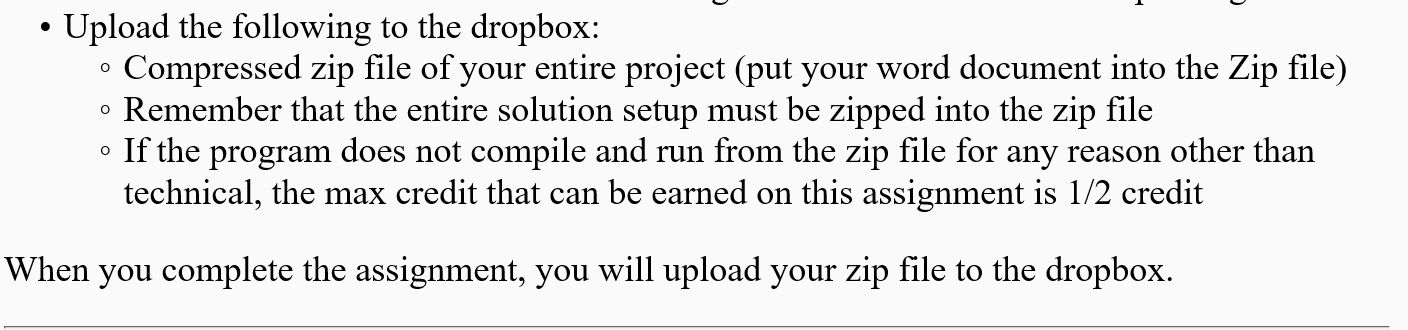 • Upload the following to the dropbox:
◦ Compressed zip file of your entire project (put your word document into the Zip file)
◦ Remember that the entire solution setup must be zipped into the zip file
◦ If the program does not compile and run from the zip file for any reason other than
technical, the max credit that can be earned on this assignment is 1/2 credit
When you complete the assignment, you will upload your zip file to the dropbox.